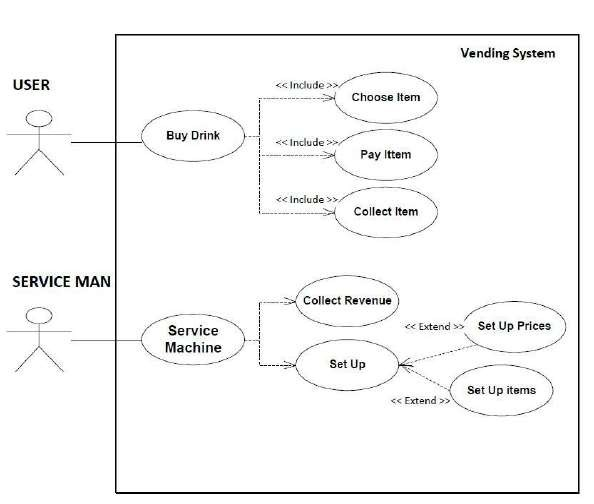 Vending System
USER
<< Include >>
Choose Item
Buy Drink
<< Include >>
Pay Ittem
<< Include >>
Collect Item
SERVICE MAN
Collect Revenue
Service
Machine
<< Extend >>
Set Up Prices
Set Up
Set Up items
<< Extend >>